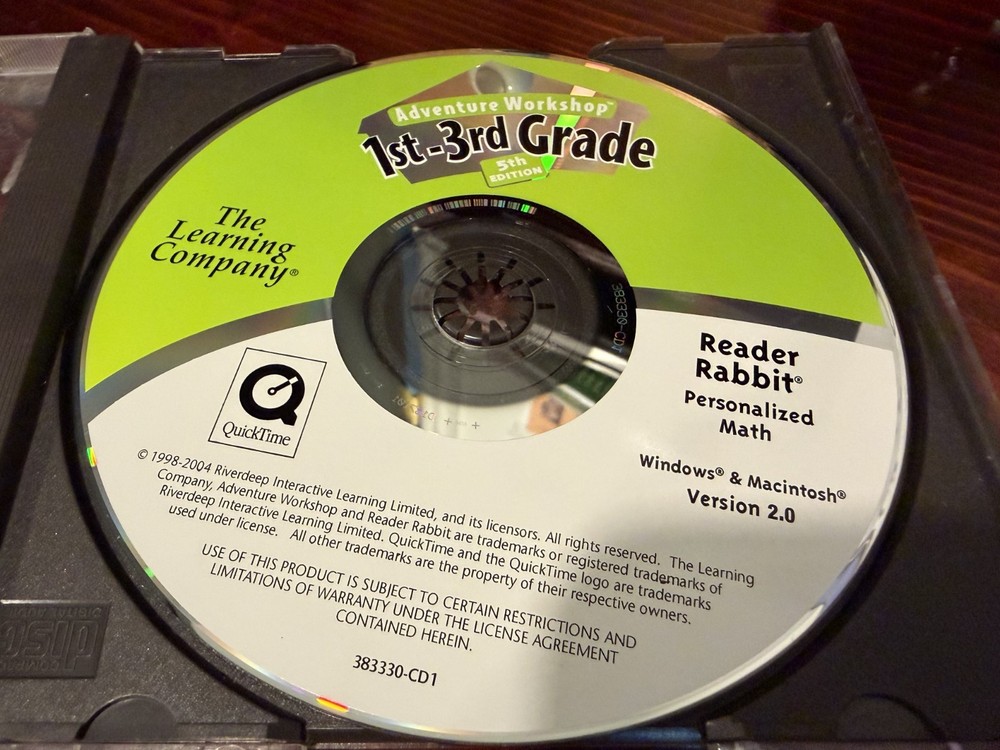 Adventure Workshop™
1st-3rd Grade
5th
EDITION
The
Learning
Company®
QuickTime
Reader
Rabbit®
Personalized
Math
Windows® & Macintosh®
Version 2.0
© 1998-2004 Riverdeep Interactive Learning Limited, and its licensors. All rights reserved. The Learning
Company, Adventure Workshop and Reader Rabbit are trademarks or registered trademarks of
Riverdeep Interactive Learning Limited. QuickTime and the QuickTime logo are trademarks
used under license. All other trademarks are the property of their respective owners.
USE OF THIS PRODUCT IS SUBJECT TO CERTAIN RESTRICTIONS AND
LIMITATIONS OF WARRANTY UNDER THE LICENSE AGREEMENT
CONTAINED HEREIN.
383330-CD1
disc